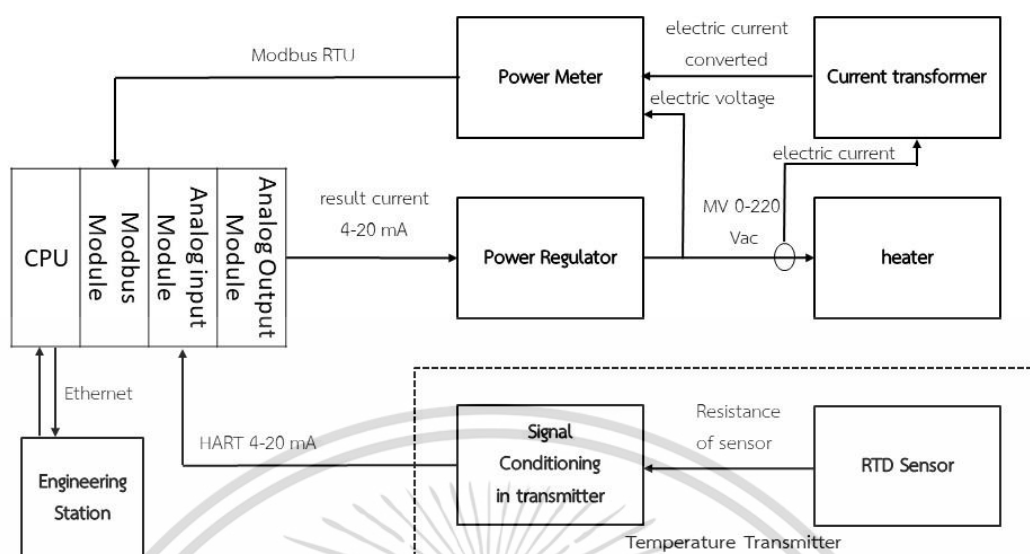 electric current
converted
Modbus RTU
Power Meter
Current transformer
electric voltage
electric current
CPU
Modbus
Module
Analog input
Module
Analog Output
Module
result current
4-20 mA
Power Regulator
MV 0-220
Vac
heater
Ethernet
HART 4-20 mA
Engineering
Station
Signal
Conditioning
in transmitter
Resistance
of sensor
RTD Sensor
Temperature Transmitter